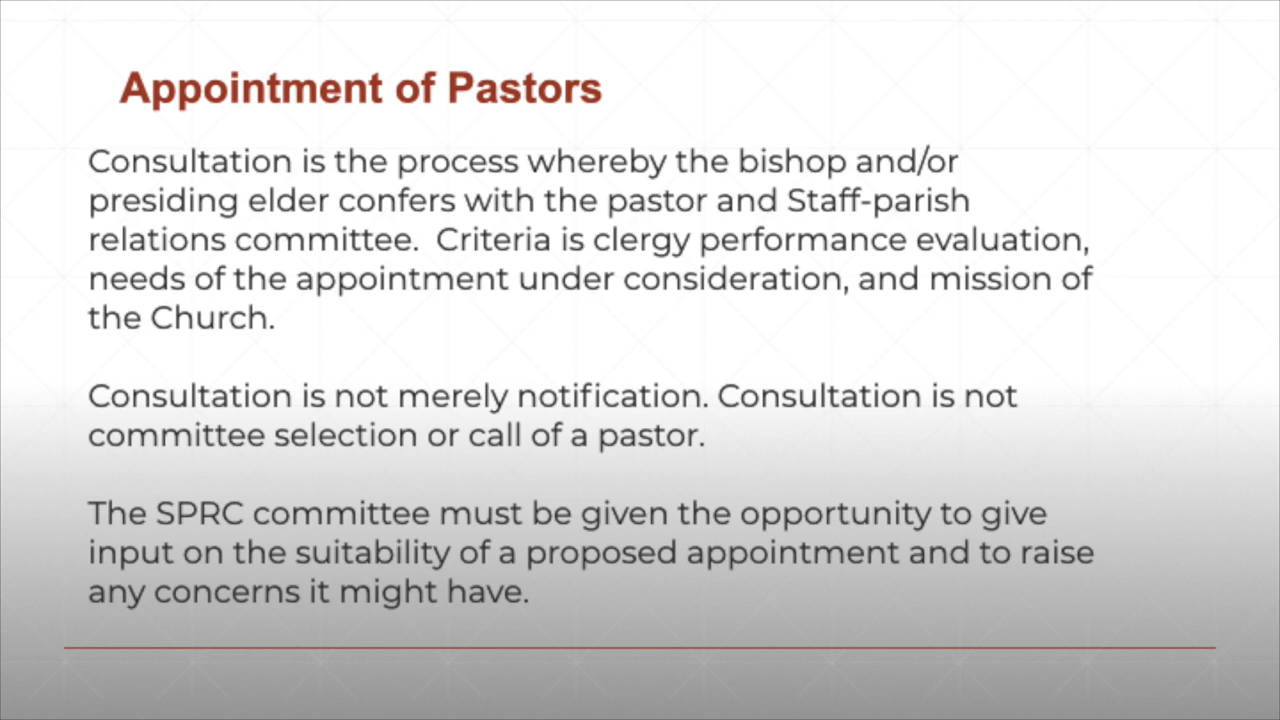 Appointment of Pastors
Consultation is the process whereby the bishop and/or
presiding elder confers with the pastor and Staff-parish
relations committee.  Criteria is clergy performance evaluation,
needs of the appointment under consideration, and mission of
the Church.
Consultation is not merely notification. Consultation is not
committee selection or call of a pastor.
The SPRC committee must be given the opportunity to give
input on the suitability of a proposed appointment and to raise
any concerns it might have.